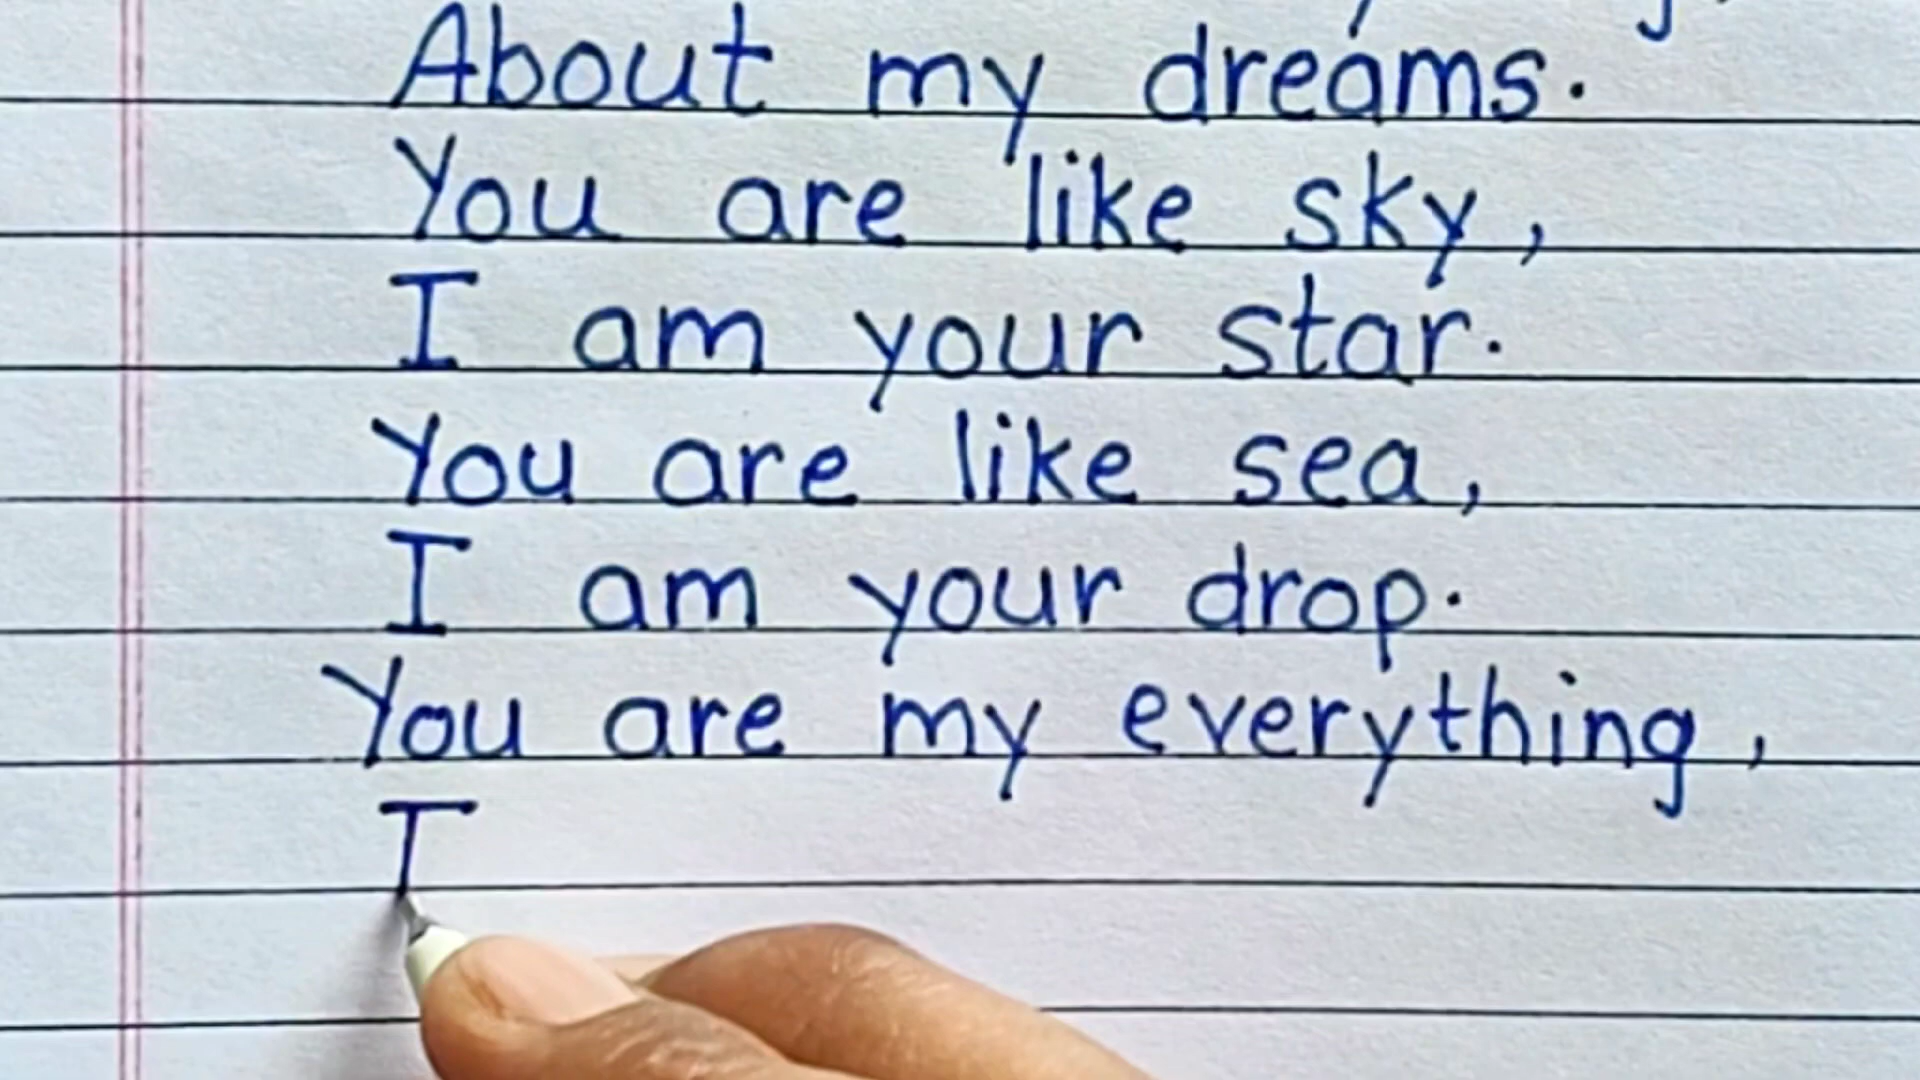 About my dreams.
You are like sky,
I am your star.
You are like sea,
I am your drop.
You are my everything,
I